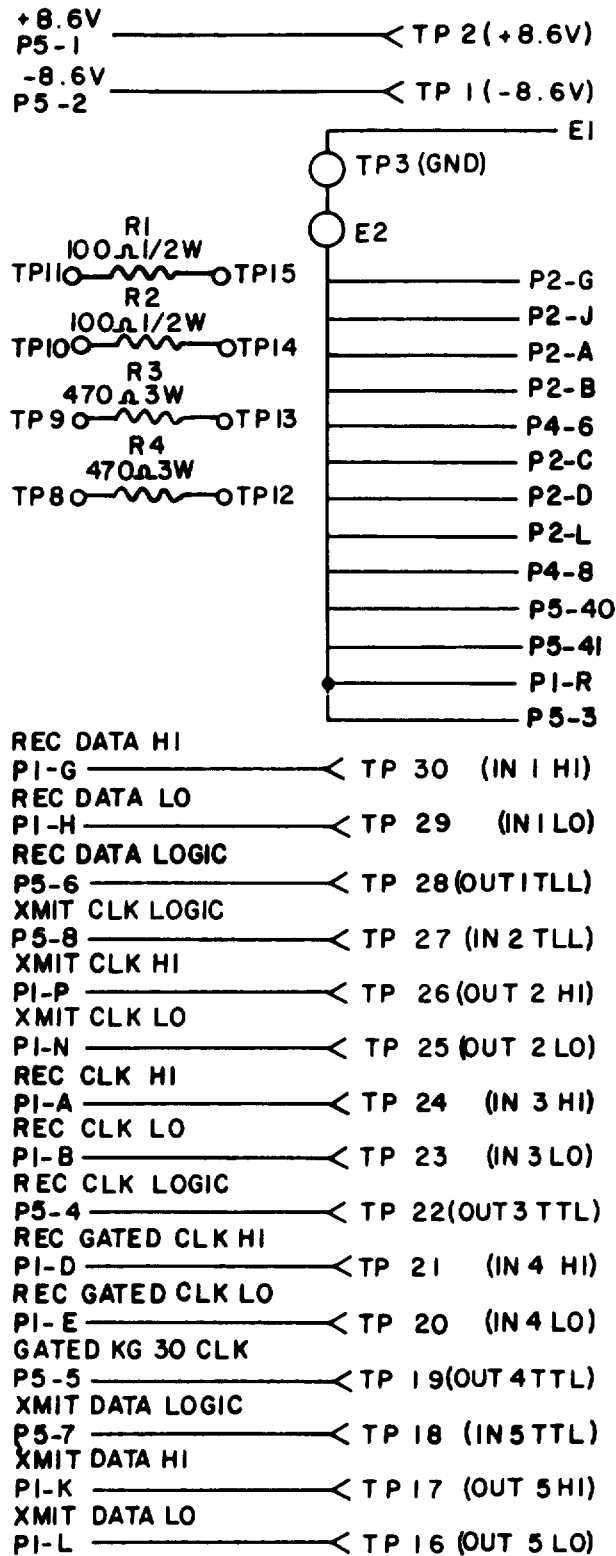 +8.6V
P5-1 TP 2 (+8.6V)
-8.6V
P5-2 TP 1 (-8.6V)
E1
TP3 (GND)
E2
R1
100Ω 1/2W
TP11 TP15
R2
100Ω 1/2W
TP10 TP14
R3
470Ω 3W
TP9 TP13
R4
470Ω 3W
TP8 TP12
P2-G
P2-J
P2-A
P2-B
P4-6
P2-C
P2-D
P2-L
P4-8
P5-40
P5-41
P1-R
P5-3
REC DATA HI
P1-G TP 30 (IN 1 HI)
REC DATA LO
P1-H TP 29 (IN 1 LO)
REC DATA LOGIC
P5-6 TP 28 (OUT 1 TLL)
XMIT CLK LOGIC
P5-8 TP 27 (IN 2 TLL)
XMIT CLK HI
P1-P TP 26 (OUT 2 HI)
XMIT CLK LO
P1-N TP 25 (OUT 2 LO)
REC CLK HI
P1-A TP 24 (IN 3 HI)
REC CLK LO
P1-B TP 23 (IN 3 LO)
REC CLK LOGIC
P5-4 TP 22 (OUT 3 TTL)
REC GATED CLK HI
P1-D TP 21 (IN 4 HI)
REC GATED CLK LO
P1-E TP 20 (IN 4 LO)
GATED KG 30 CLK
P5-5 TP 19 (OUT 4 TTL)
XMIT DATA LOGIC
P5-7 TP 18 (IN 5 TTL)
XMIT DATA HI
P1-K TP 17 (OUT 5 HI)
XMIT DATA LO
P1-L TP 16 (OUT 5 LO)